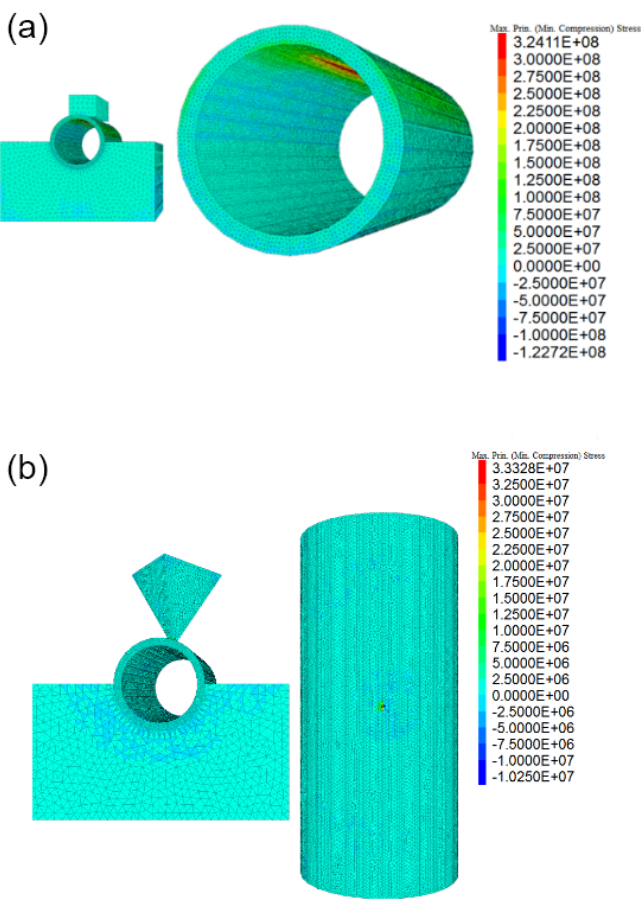 (a)
Max. Prin. (Min. Compression) Stress
3.2411E+08
3.0000E+08
2.7500E+08
2.5000E+08
2.2500E+08
2.0000E+08
1.7500E+08
1.5000E+08
1.2500E+08
1.0000E+08
7.5000E+07
5.0000E+07
2.5000E+07
0.0000E+00
-2.5000E+07
-5.0000E+07
-7.5000E+07
-1.0000E+08
-1.2272E+08
(b)
Max. Prin. (Min. Compression) Stress
3.3328E+07
3.2500E+07
3.0000E+07
2.7500E+07
2.5000E+07
2.2500E+07
2.0000E+07
1.7500E+07
1.5000E+07
1.2500E+07
1.0000E+07
7.5000E+06
5.0000E+06
2.5000E+06
0.0000E+00
-2.5000E+06
-5.0000E+06
-7.5000E+06
-1.0000E+07
-1.0250E+07